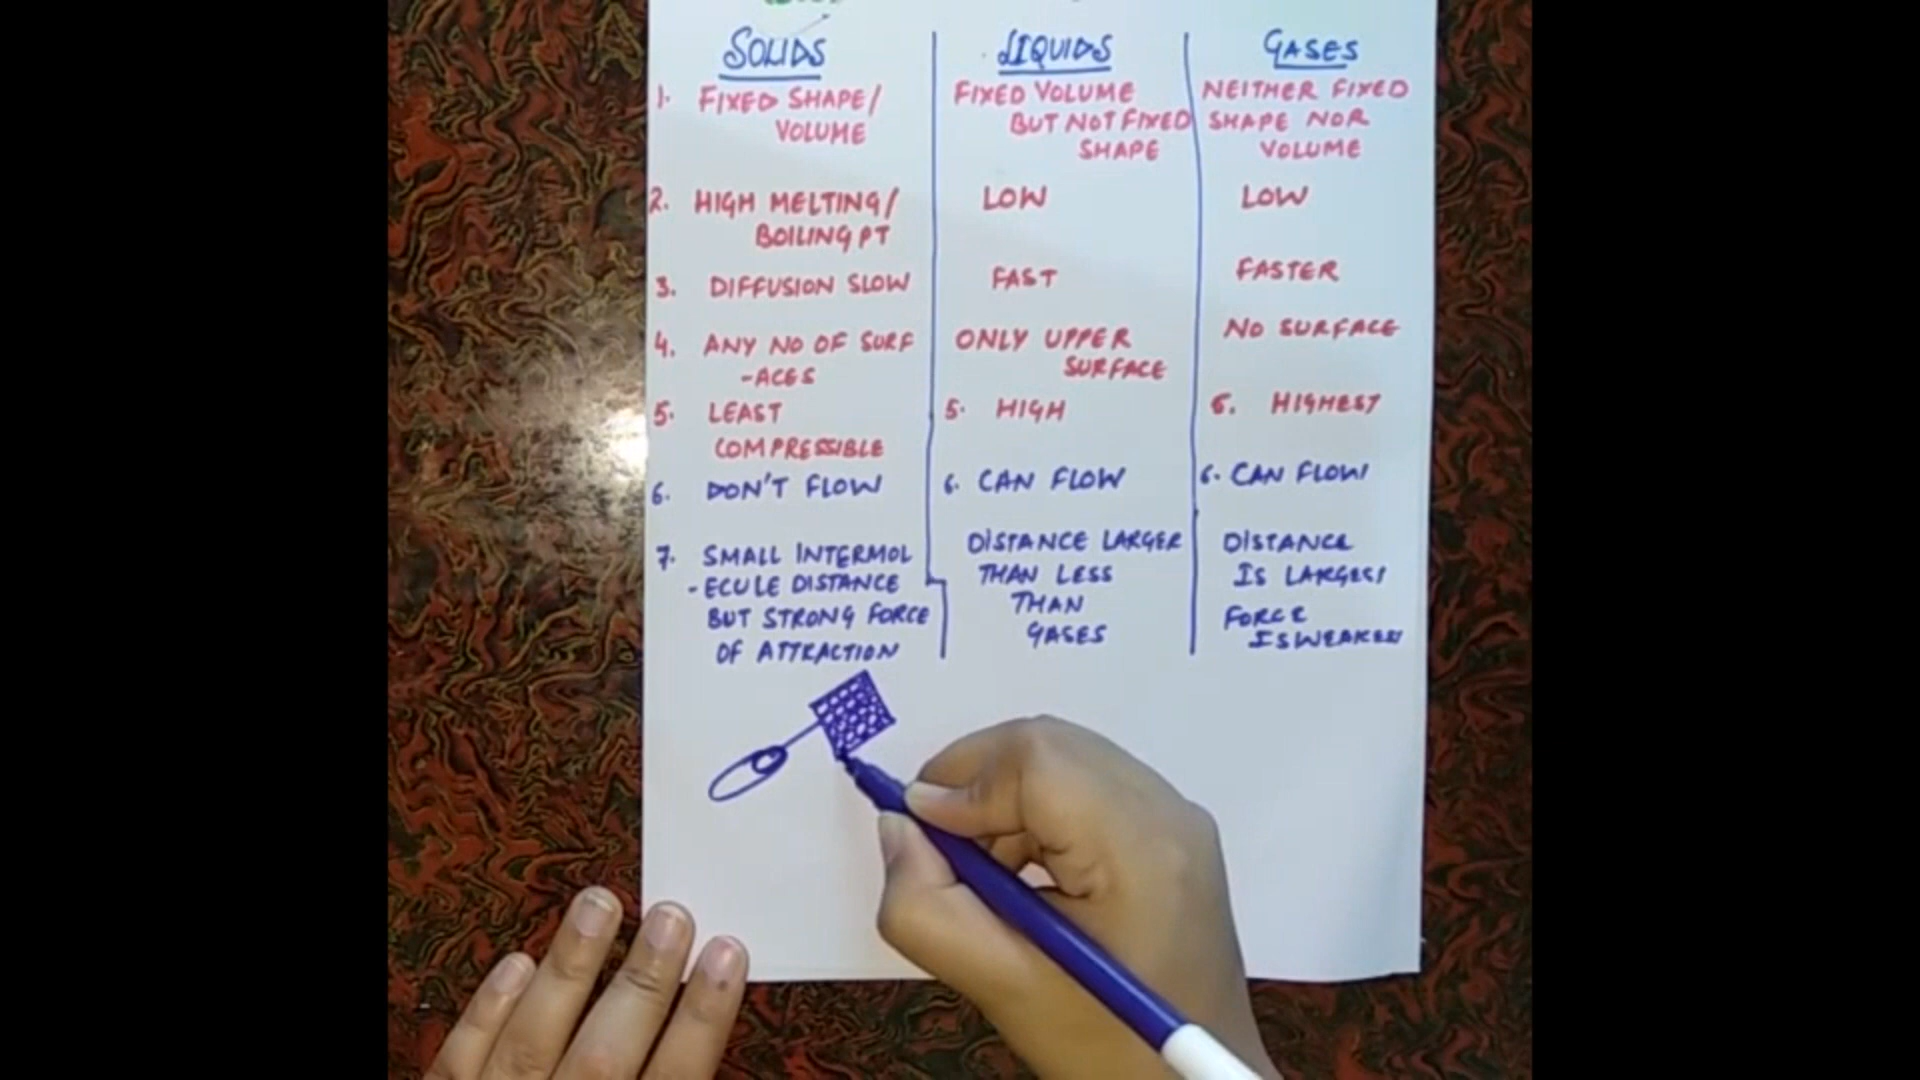 SOLIDS
1. FIXED SHAPE/
VOLUME
2. HIGH MELTING/
BOILING PT
3. DIFFUSION SLOW
4. ANY NO OF SURF
-ACES
5. LEAST
COMPRESSIBLE
6. DON'T FLOW
7. SMALL INTERMOL
-ECULE DISTANCE
BUT STRONG FORCE
OF ATTRACTION
LIQUIDS
FIXED VOLUME
BUT NOT FIXED
SHAPE
LOW
FAST
ONLY UPPER
SURFACE
5. HIGH
6. CAN FLOW
DISTANCE LARGER
THAN LESS
THAN
GASES
GASES
NEITHER FIXED
SHAPE NOR
VOLUME
LOW
FASTER
NO SURFACE
5. HIGHEST
6. CAN FLOW
DISTANCE
IS LARGEST
FORCE
IS WEAKEST